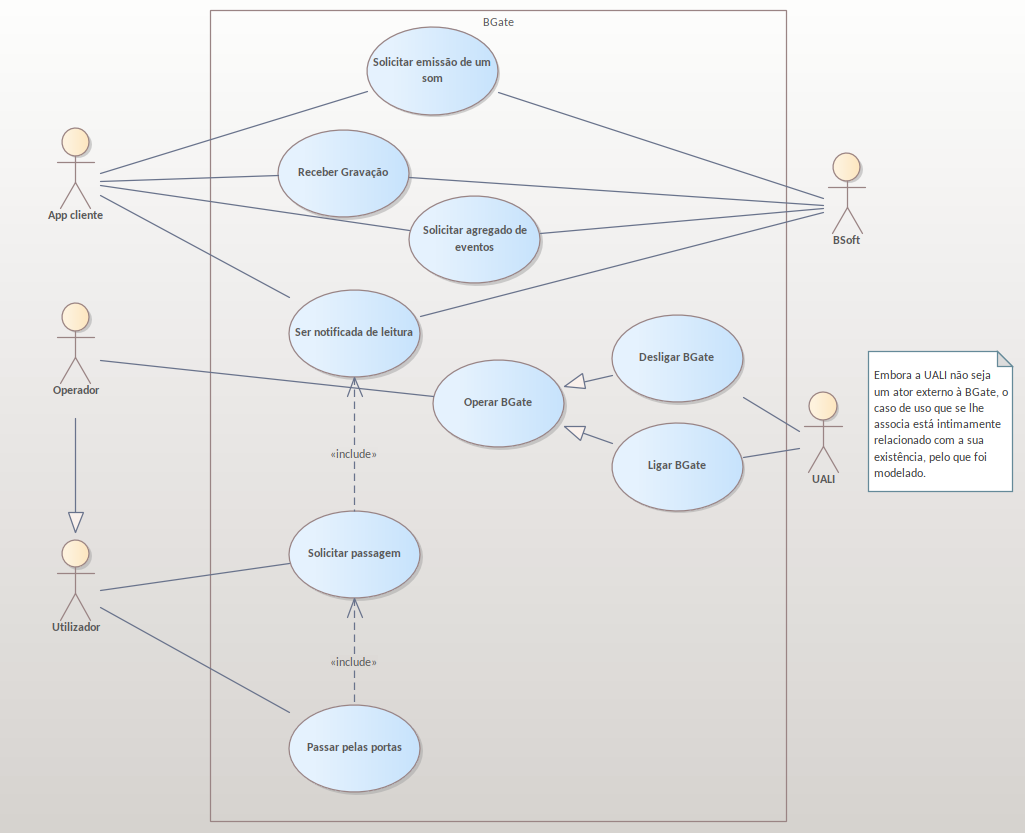 BGate
Solicitar emissão de um
som
Receber Gravação
App cliente
Solicitar agregado de
eventos
BSoft
Ser notificada de leitura
Desligar BGate
Operador
Operar BGate
Embora a UALI não seja
um ator externo à BGate, o
caso de uso que se lhe
associa está intimamente
relacionado com a sua
existência, pelo que foi
modelado.
«include»
Ligar BGate
UALI
Solicitar passagem
Utilizador
«include»
Passar pelas portas